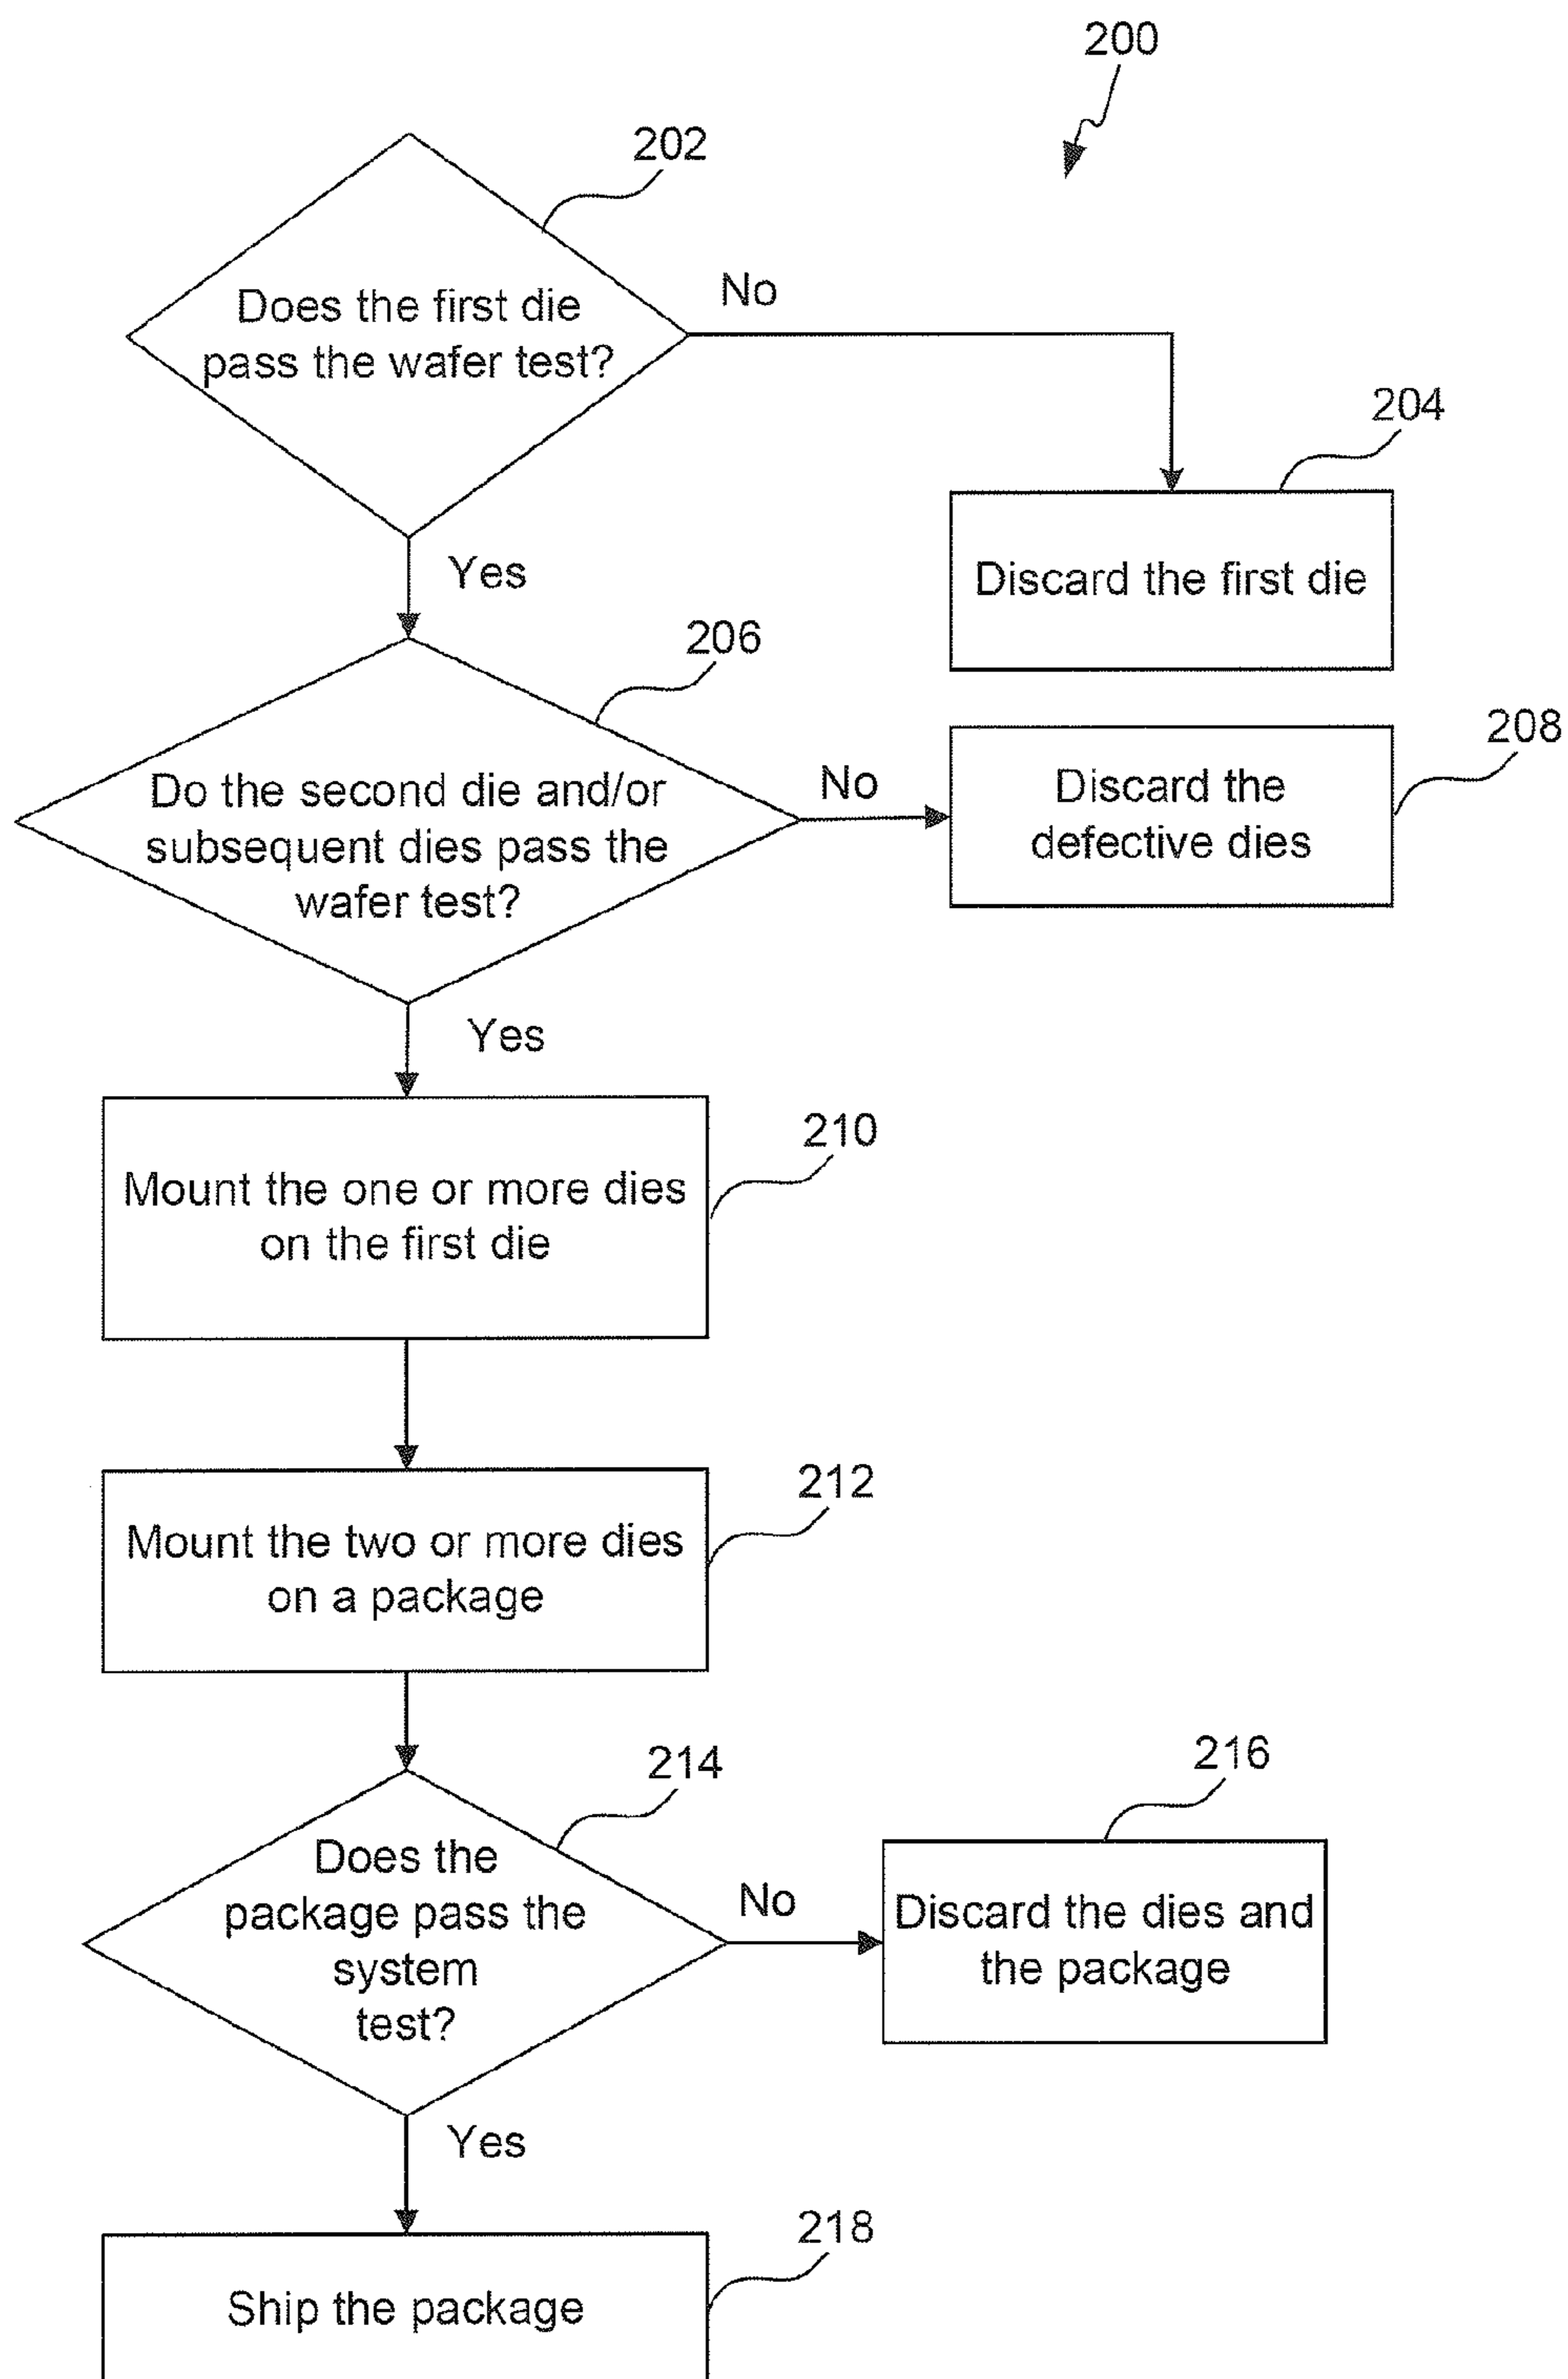 200
202
Does the first die
pass the wafer test?
No
204
Discard the first die
Yes
206
Do the second die and/or
subsequent dies pass the
wafer test?
No
208
Discard the
defective dies
Yes
210
Mount the one or more dies
on the first die
212
Mount the two or more dies
on a package
214
Does the
package pass the
system
test?
No
216
Discard the dies and
the package
Yes
218
Ship the package